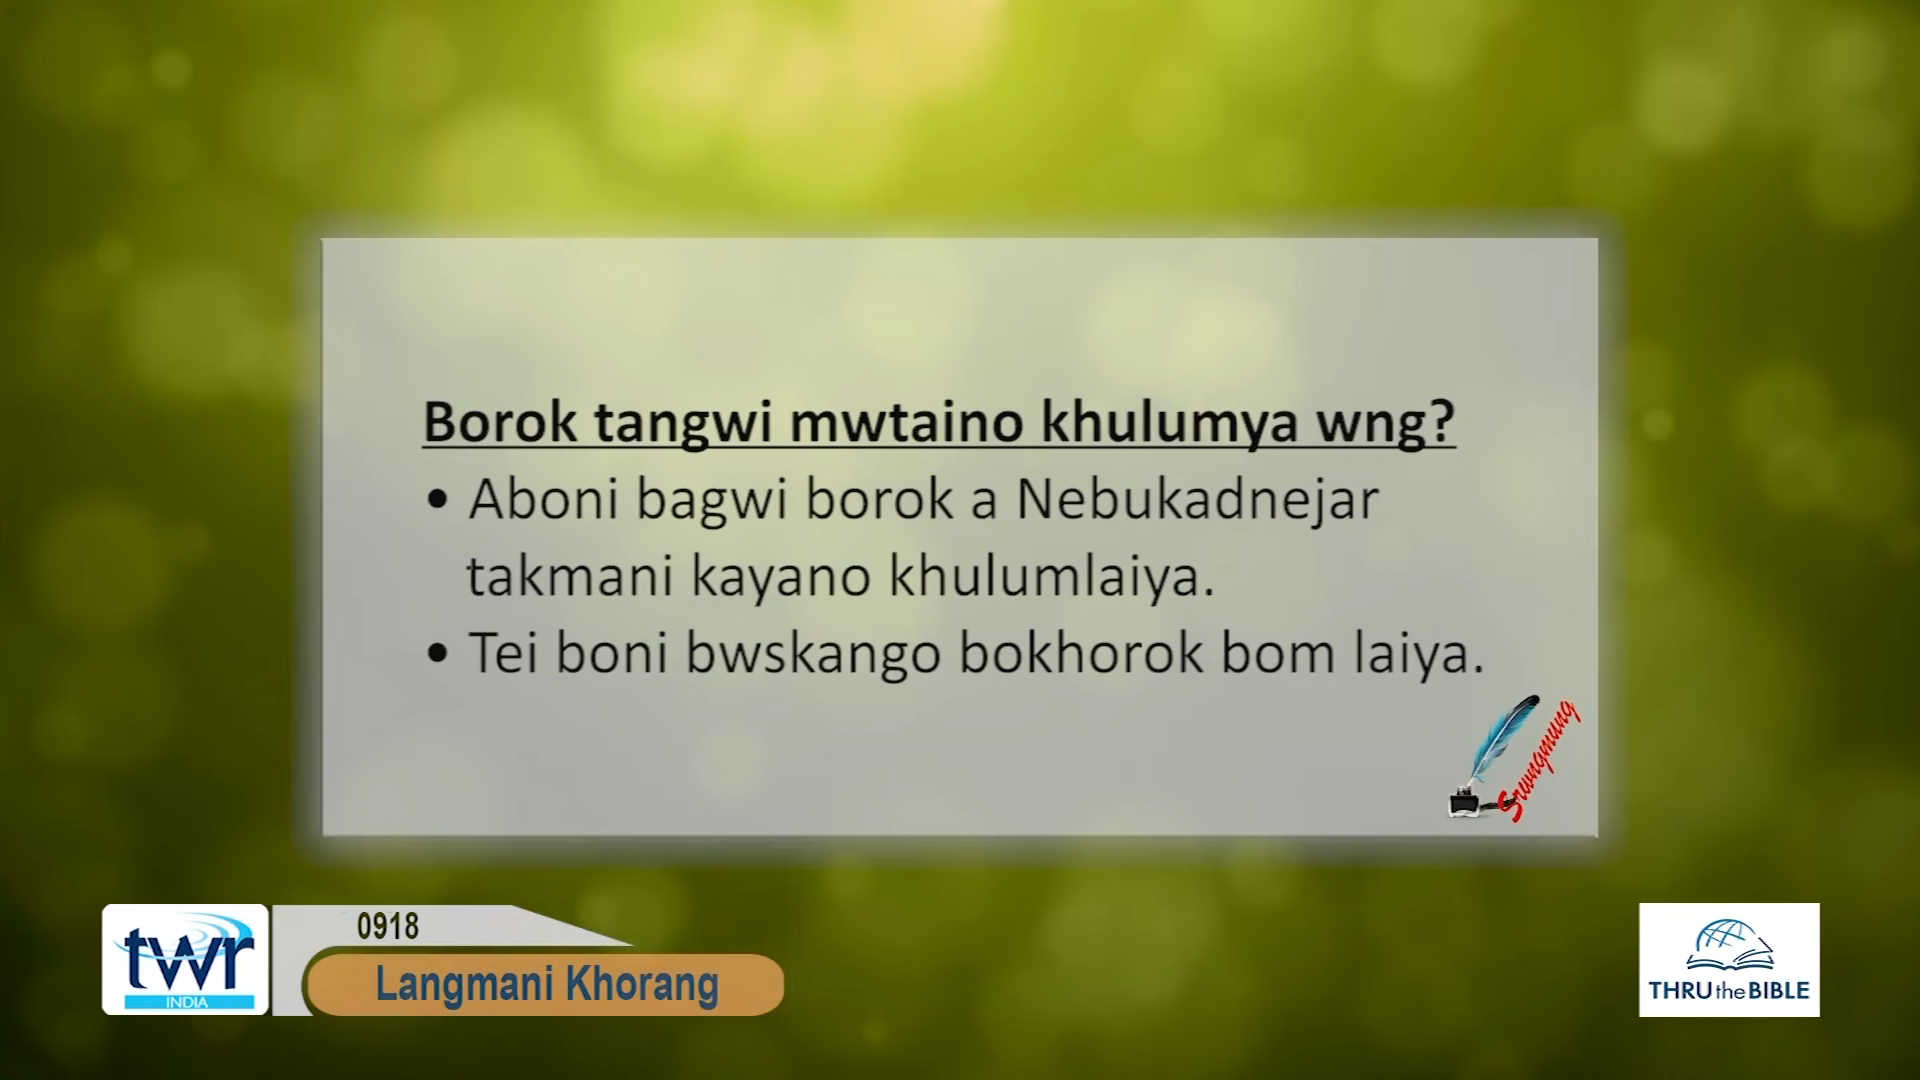 Borok tangwi mwtaino khulumya wng?
• Aboni bagwi borok a Nebukadnejar
takmani kayano khulumlaiya.
• Tei boni bwskango bokhorok bom laiya.
Srwngmung
0918
twr
INDIA
Langmani Khorang
THRU the BIBLE